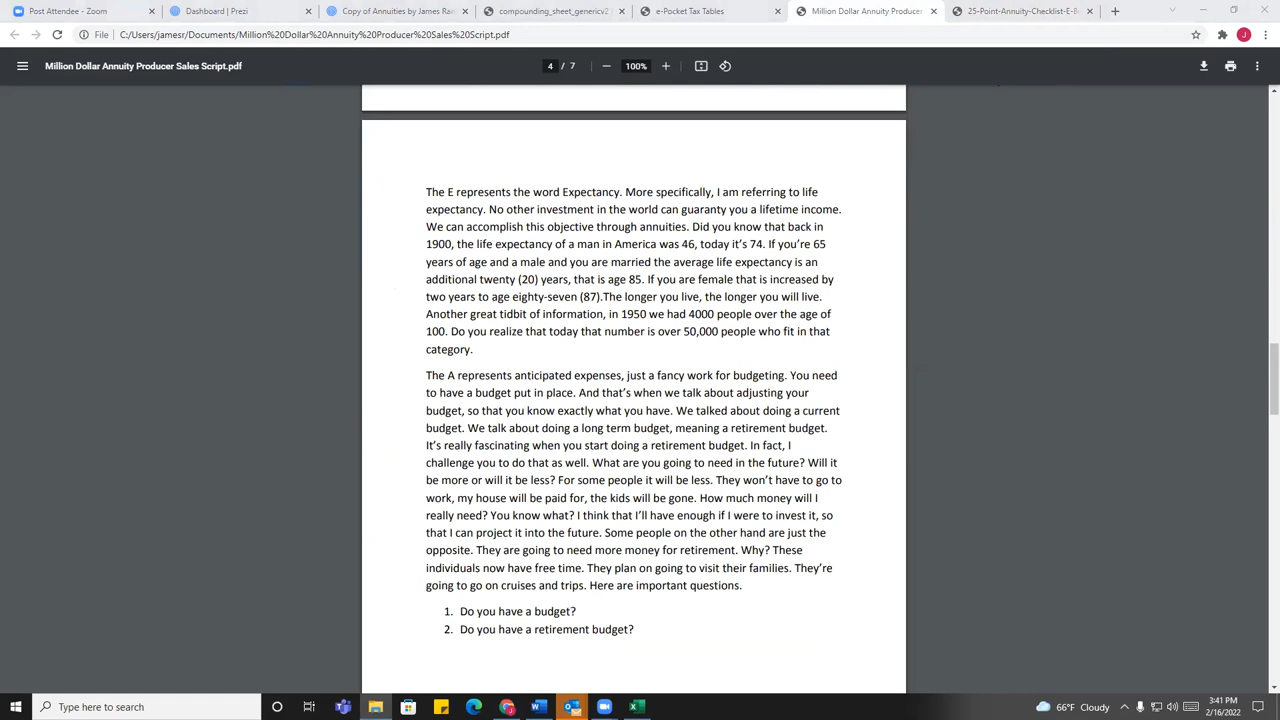 Post Attendee - Zoom
Dashboard | Prezi
Copy of Annuities by James Ran
compounding_sheet_genericv2
e-Pocket Tax Tables
Million Dollar Annuity Producer
25-Point-Annuity-Checklist-E-B
File
C:/Users/jamesr/Documents/Million%20Dollar%20Annuity%20Producer%20Sales%20Script.pdf
J
Million Dollar Annuity Producer Sales Script.pdf
4 / 7
100%
The E represents the word Expectancy. More specifically, I am referring to life
expectancy. No other investment in the world can guaranty you a lifetime income.
We can accomplish this objective through annuities. Did you know that back in
1900, the life expectancy of a man in America was 46, today it's 74. If you're 65
years of age and a male and you are married the average life expectancy is an
additional twenty (20) years, that is age 85. If you are female that is increased by
two years to age eighty-seven (87).The longer you live, the longer you will live.
Another great tidbit of information, in 1950 we had 4000 people over the age of
100. Do you realize that today that number is over 50,000 people who fit in that
category.
The A represents anticipated expenses, just a fancy work for budgeting. You need
to have a budget put in place. And that's when we talk about adjusting your
budget, so that you know exactly what you have. We talked about doing a current
budget. We talk about doing a long term budget, meaning a retirement budget.
It's really fascinating when you start doing a retirement budget. In fact, I
challenge you to do that as well. What are you going to need in the future? Will it
be more or will it be less? For some people it will be less. They won't have to go to
work, my house will be paid for, the kids will be gone. How much money will I
really need? You know what? I think that I'll have enough if I were to invest it, so
that I can project it into the future. Some people on the other hand are just the
opposite. They are going to need more money for retirement. Why? These
individuals now have free time. They plan on going to visit their families. They're
going to go on cruises and trips. Here are important questions.
1. Do you have a budget?
2. Do you have a retirement budget?
Type here to search
66°F Cloudy
3:41 PM
2/16/2022